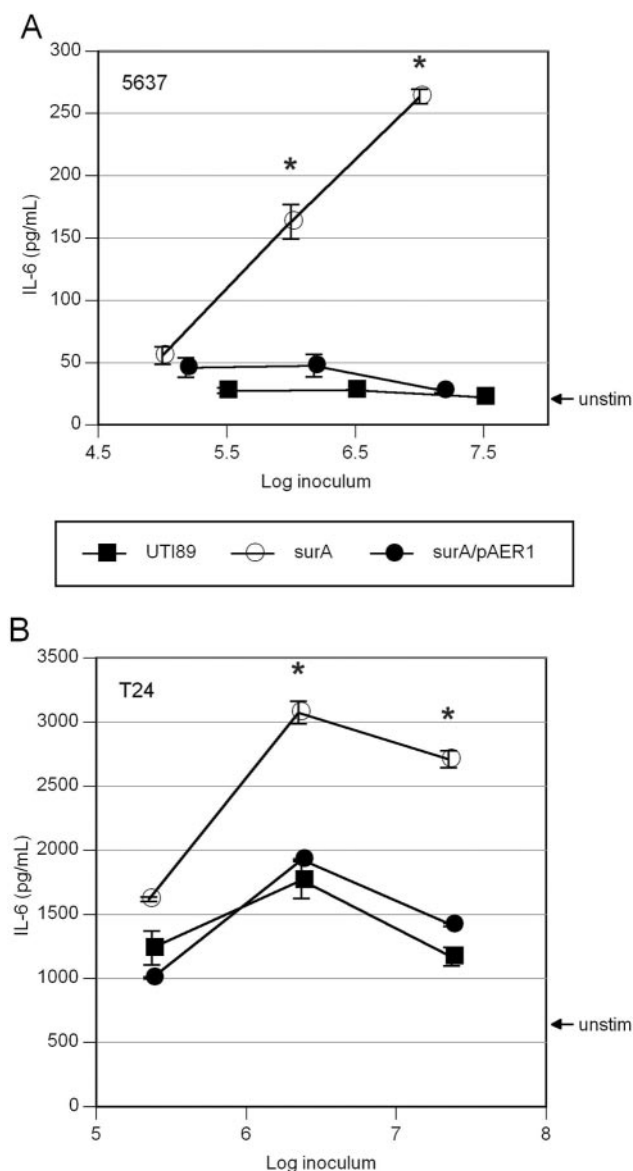 A
5637
*
*
300
250
200
150
100
50
0
IL-6 (pg/mL)
unstim
4.5 5.5 6.5 7.5
Log inoculum
UTI89 surA surA/pAER1
B
T24
*
*
3500
3000
2500
2000
1500
1000
500
0
IL-6 (pg/mL)
unstim
5 6 7 8
Log inoculum